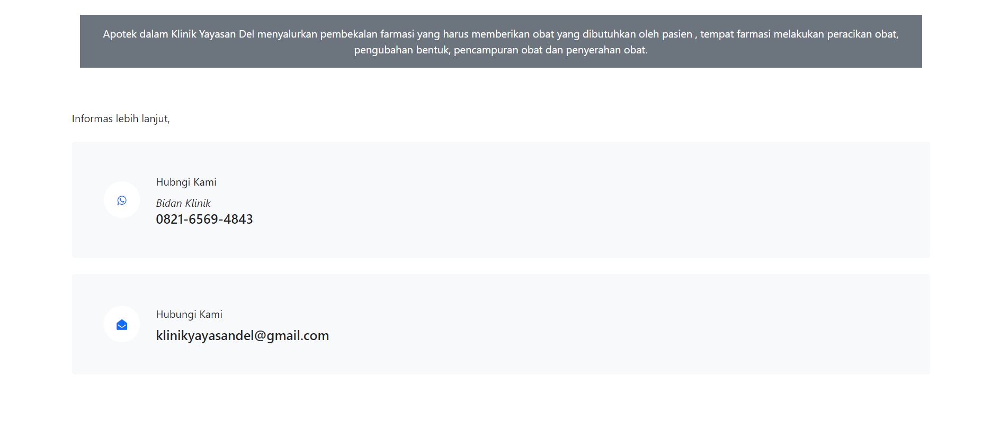 Apotek dalam Klinik Yayasan Del menyalurkan pembekalan farmasi yang harus memberikan obat yang dibutuhkan oleh pasien , tempat farmasi melakukan peracikan obat,
pengubahan bentuk, pencampuran obat dan penyerahan obat.
Informas lebih lanjut,
Hubngi Kami
Bidan Klinik
0821-6569-4843
Hubungi Kami
klinikyayasandel@gmail.com